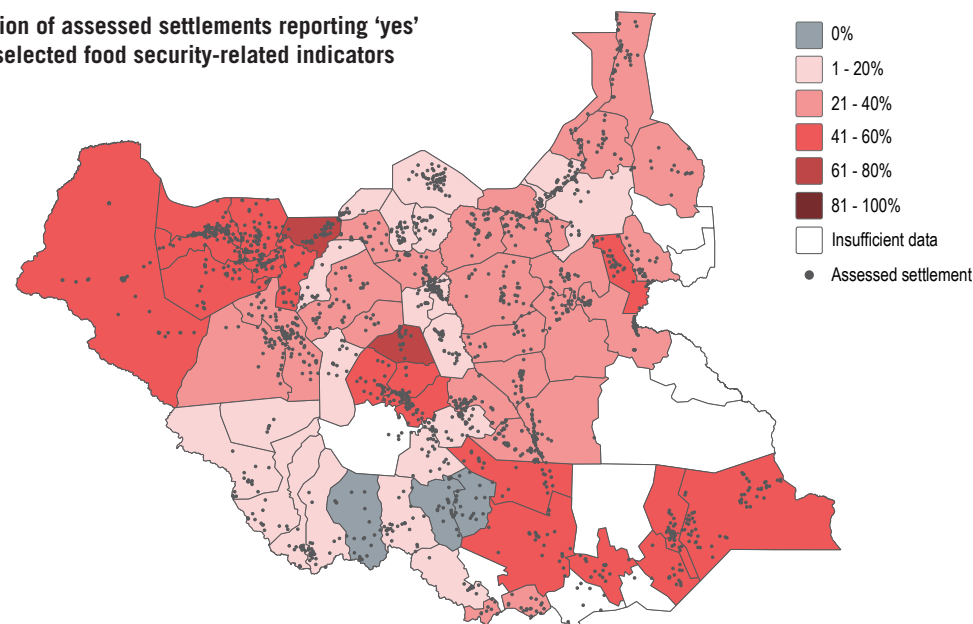 ion of assessed settlements reporting ‘yes’
selected food security-related indicators
0%
1 - 20%
21 - 40%
41 - 60%
61 - 80%
81 - 100%
Insufficient data
Assessed settlement